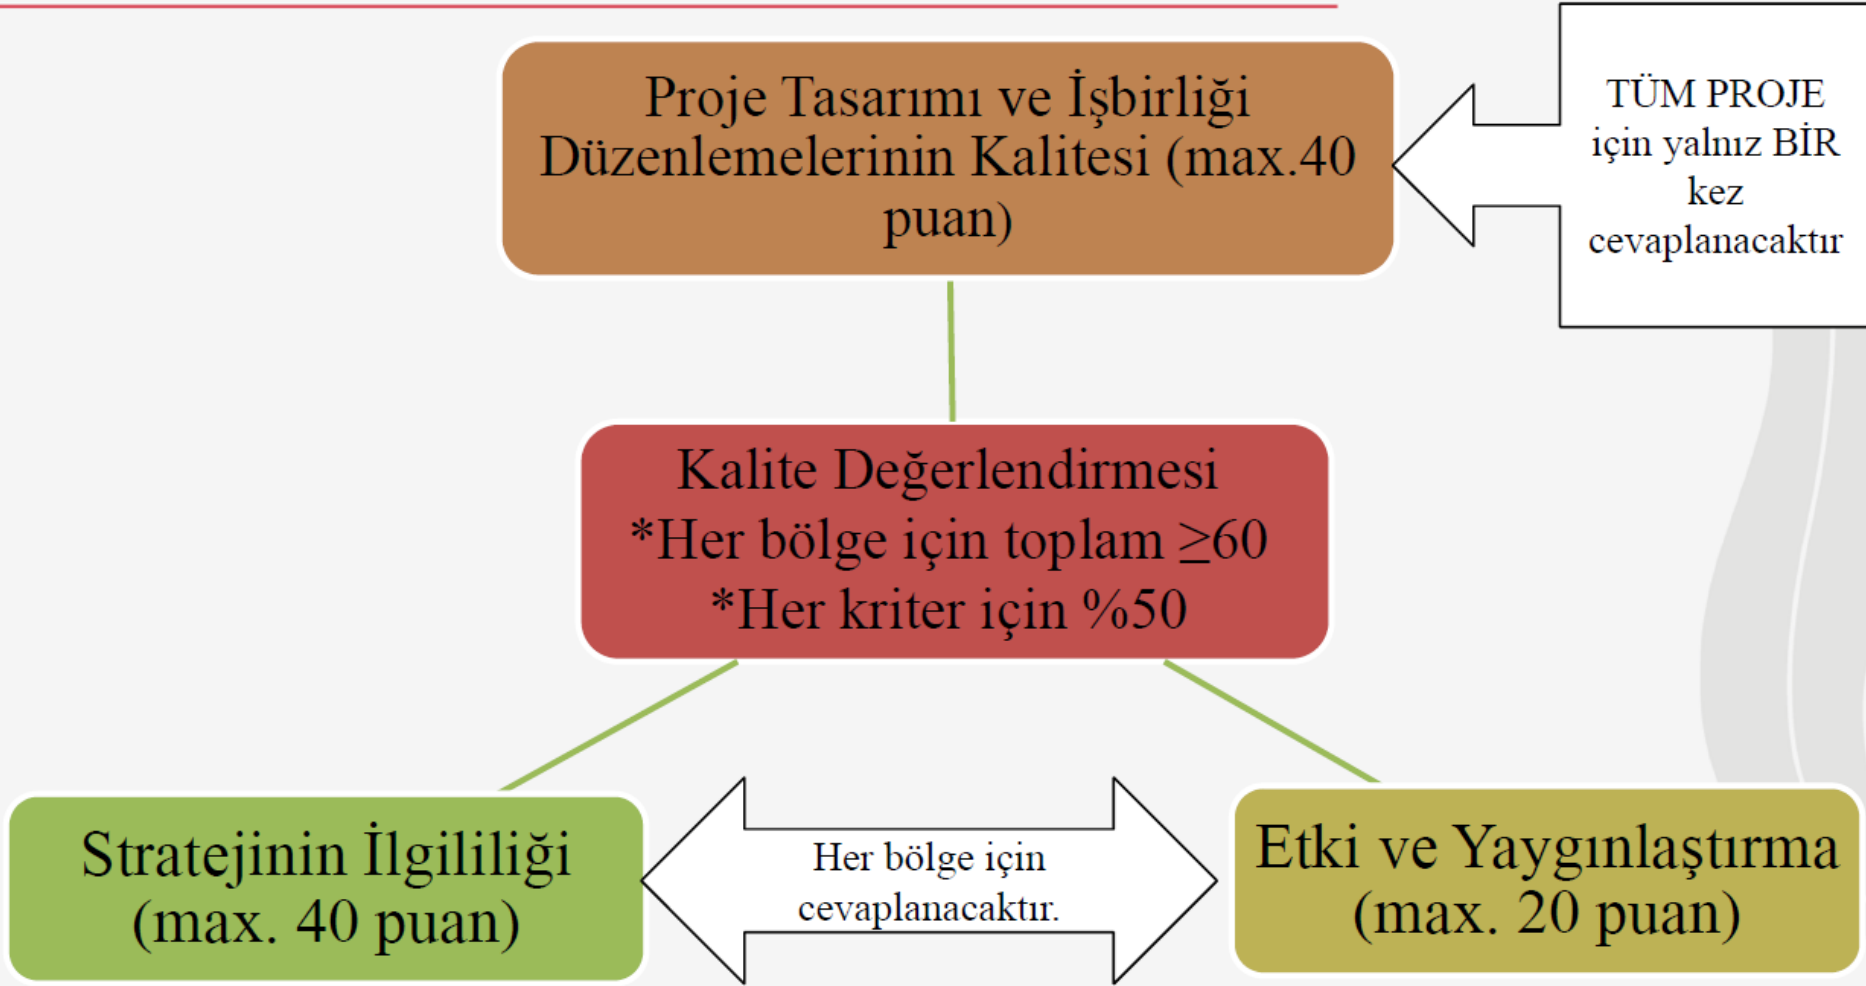 Proje Tasarımı ve İşbirliği
Düzenlemelerinin Kalitesi (max.40
puan)
TÜM PROJE
için yalnız BİR
kez
cevaplanacaktır
Kalite Değerlendirmesi
*Her bölge için toplam ≥60
*Her kriter için %50
Stratejinin İlgililiği
(max. 40 puan)
Her bölge için
cevaplanacaktır.
Etki ve Yaygınlaştırma
(max. 20 puan)